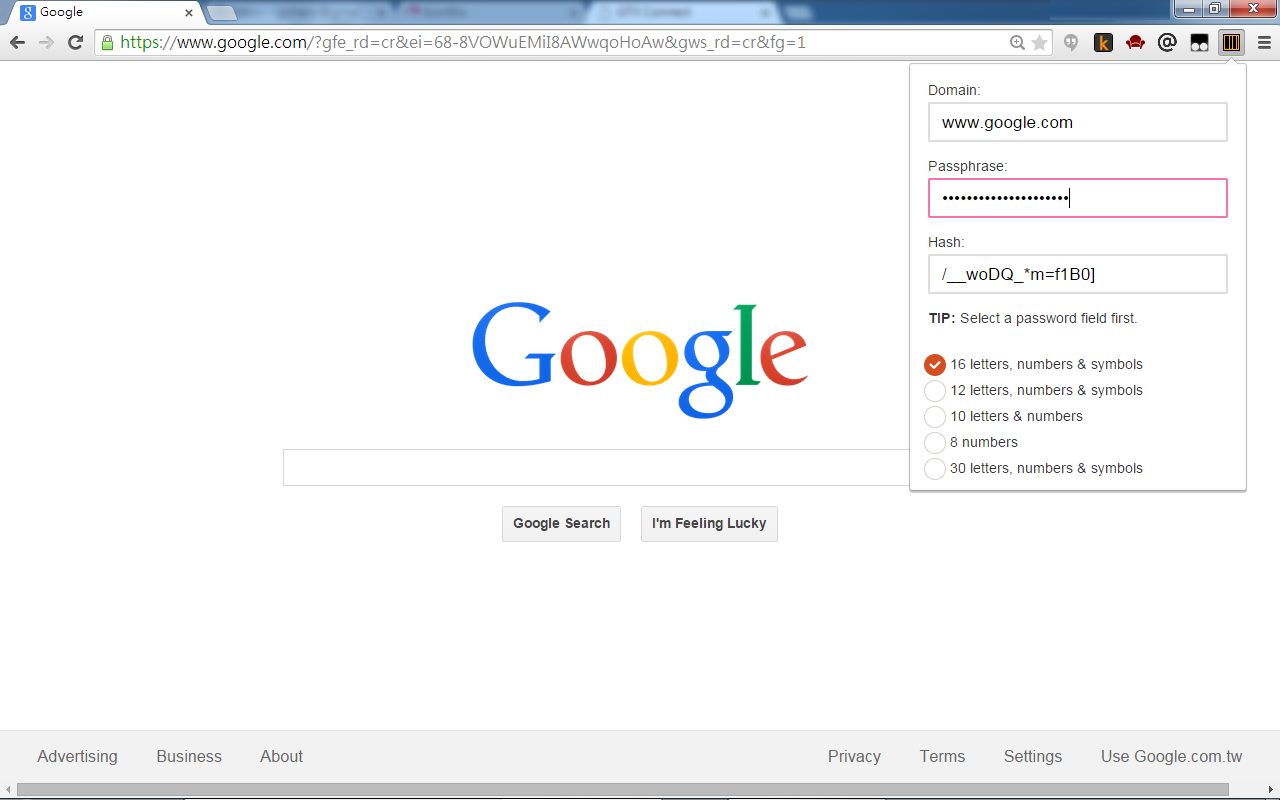 Google
https://www.google.com/?gfe_rd=cr&ei=68-8VOWuEMiI8AWwqoHoAw&gws_rd=cr&fg=1
Domain:
www.google.com
Passphrase:
•••••••••••••••••••••
Hash:
/__woDQ_*m=f1B0]
TIP: Select a password field first.
16 letters, numbers & symbols
12 letters, numbers & symbols
10 letters & numbers
8 numbers
30 letters, numbers & symbols
Google
Google Search I'm Feeling Lucky
Advertising Business About Privacy Terms Settings Use Google.com.tw